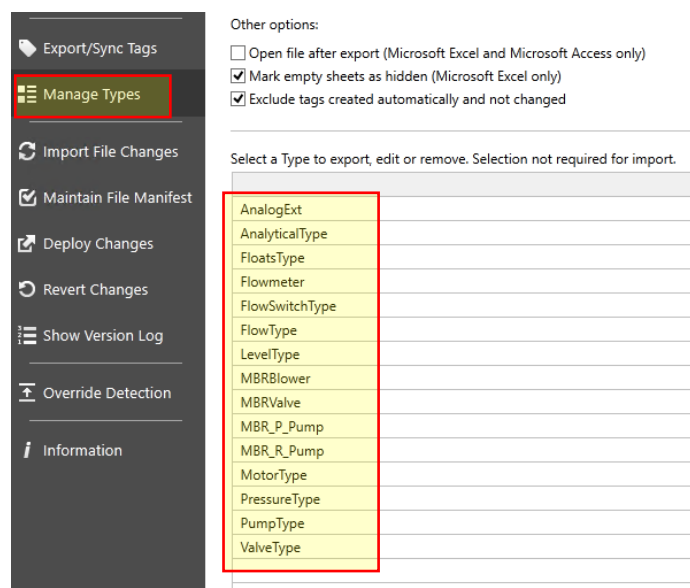 Export/Sync Tags
Manage Types
Import File Changes
Maintain File Manifest
Deploy Changes
Revert Changes
Show Version Log
Override Detection
Information
Other options:
Open file after export (Microsoft Excel and Microsoft Access only)
Mark empty sheets as hidden (Microsoft Excel only)
Exclude tags created automatically and not changed
Select a Type to export, edit or remove. Selection not required for import.
AnalogExt
AnalyticalType
FloatsType
Flowmeter
FlowSwitchType
FlowType
LevelType
MBRBlower
MBRValve
MBR_P_Pump
MBR_R_Pump
MotorType
PressureType
PumpType
ValveType